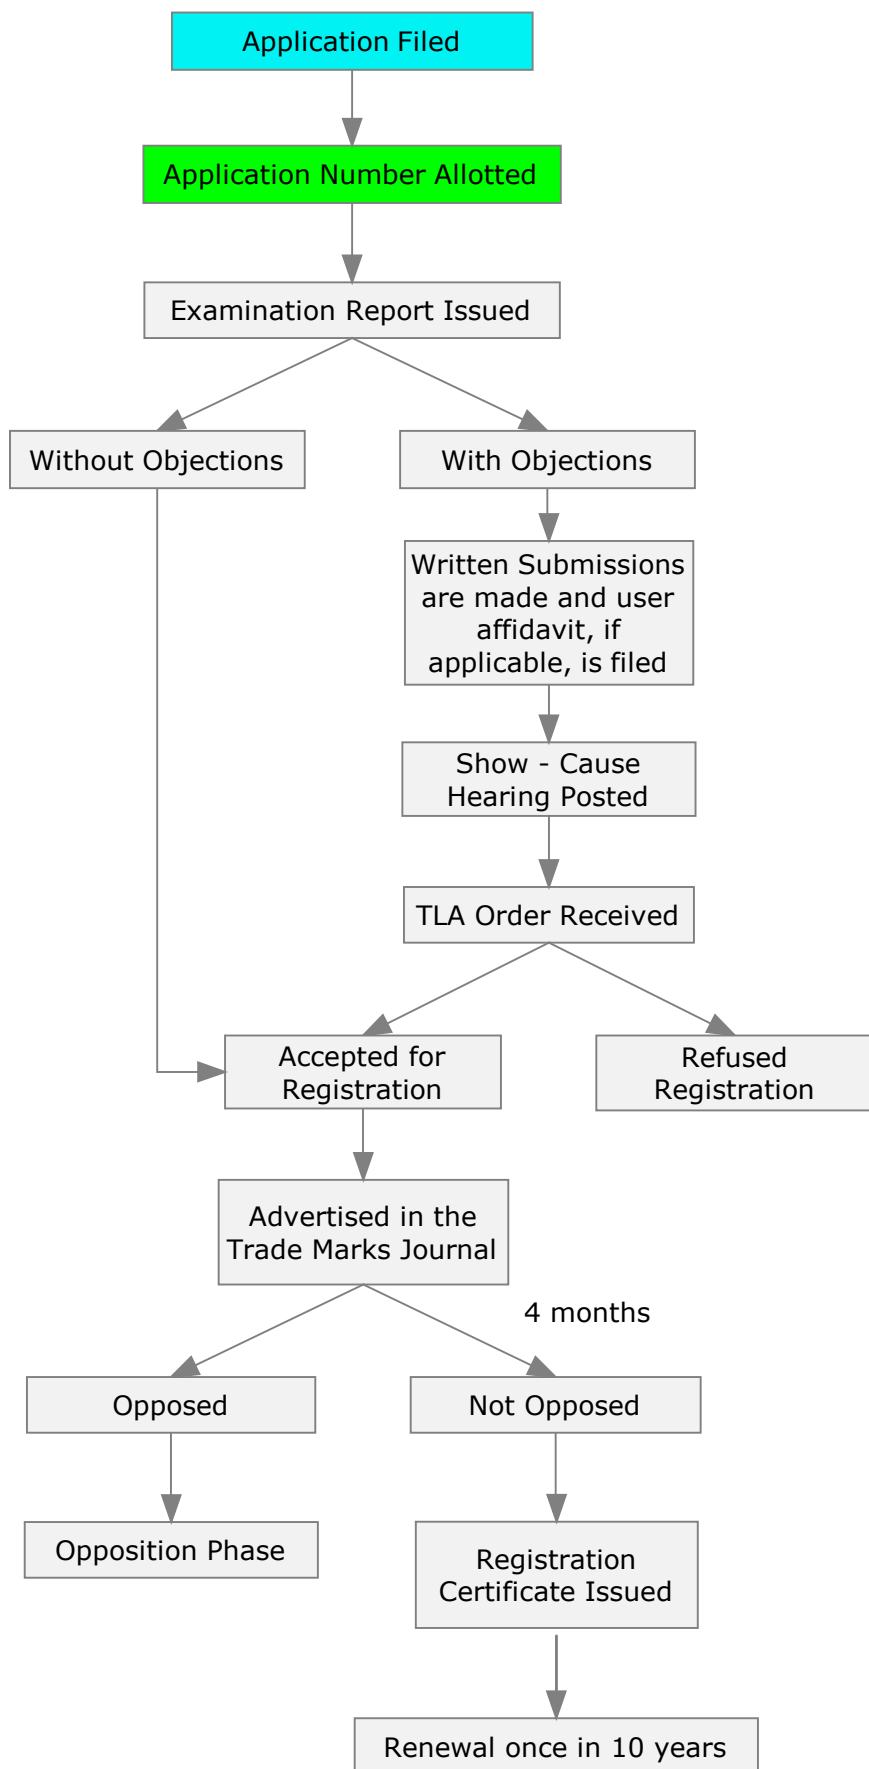 Application Filed
Application Number Allotted
Examination Report Issued
Without Objections
With Objections
Written Submissions
are made and user
affidavit, if
applicable, is filed
Show - Cause
Hearing Posted
TLA Order Received
Accepted for
Registration
Refused
Registration
Advertised in the
Trade Marks Journal
4 months
Opposed
Not Opposed
Opposition Phase
Registration
Certificate Issued
Renewal once in 10 years